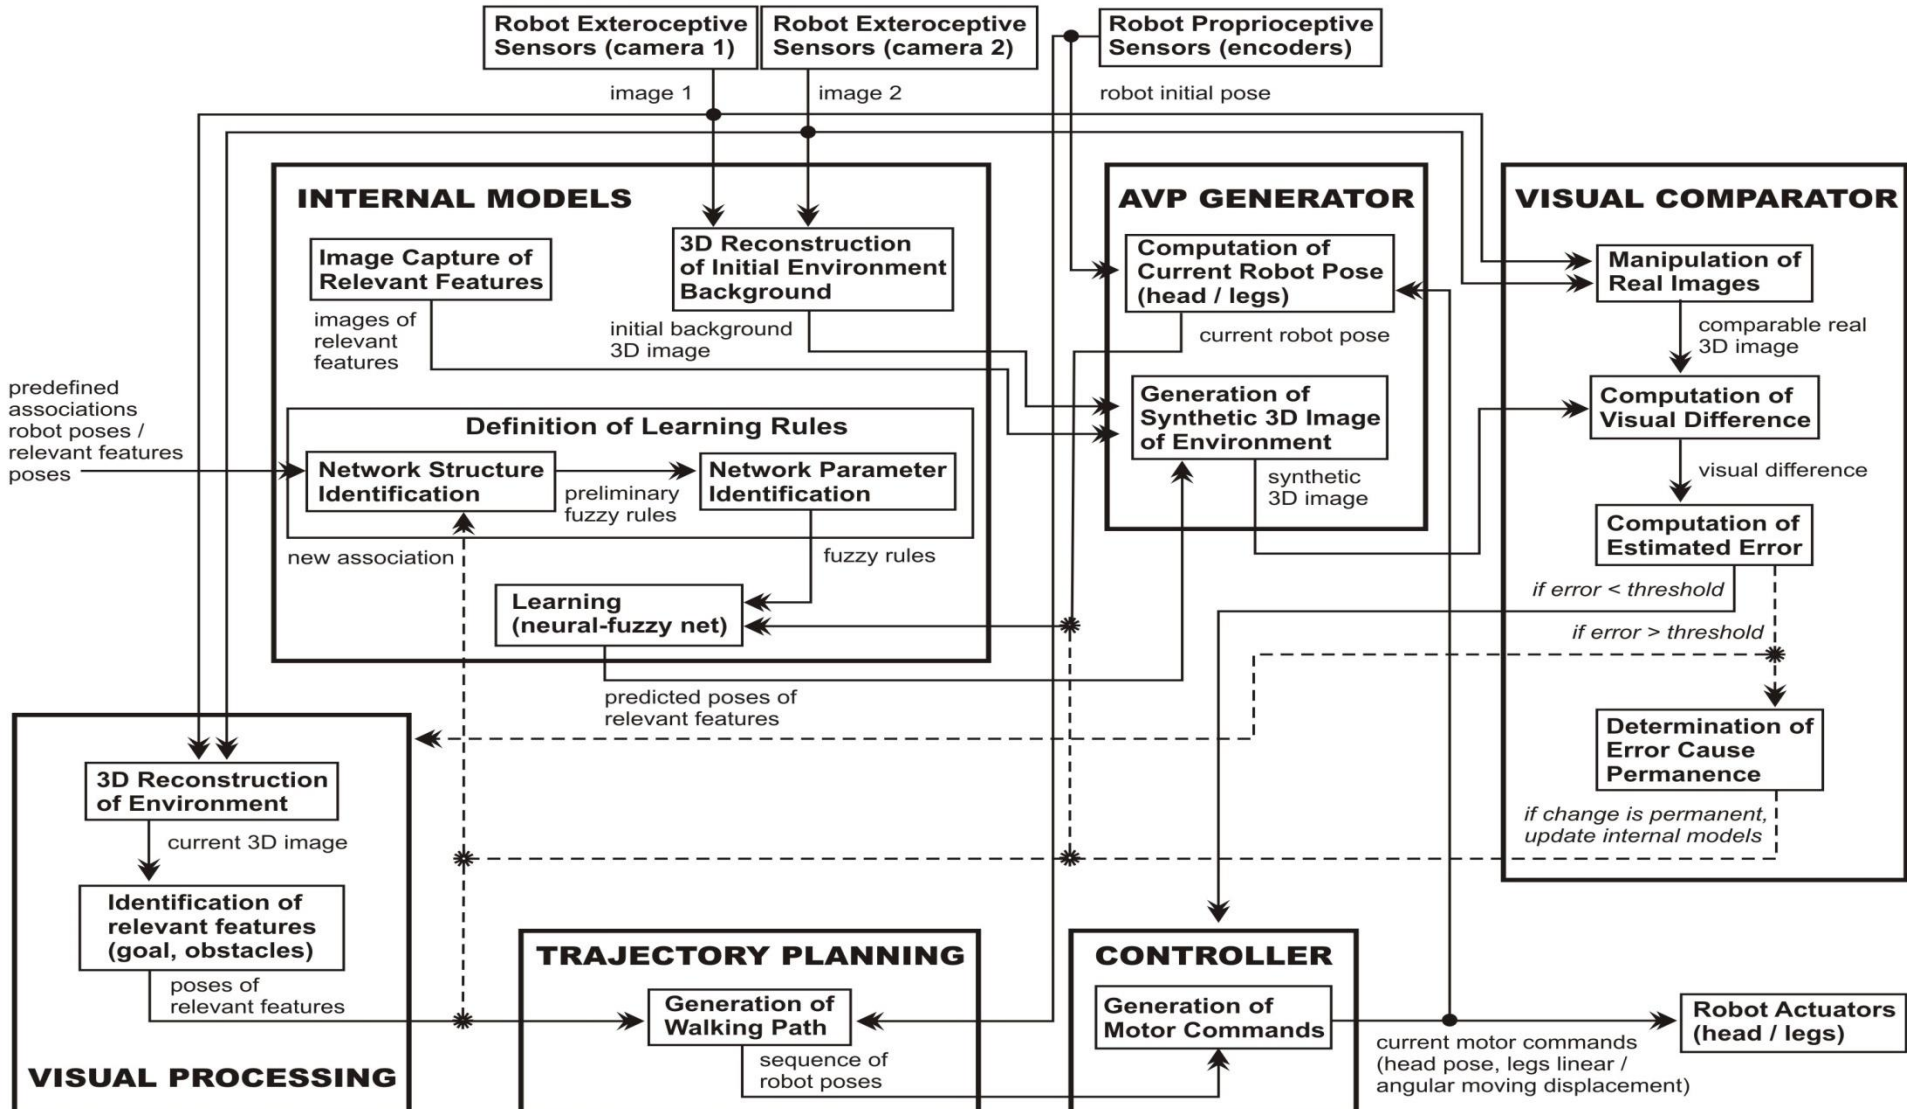 Robot Exteroceptive
Sensors (camera 1)
Robot Exteroceptive
Sensors (camera 2)
Robot Proprioceptive
Sensors (encoders)
image 1
image 2
robot initial pose
INTERNAL MODELS
Image Capture of
Relevant Features
images of
relevant
features
3D Reconstruction
of Initial Environment
Background
initial background
3D image
predefined
associations
robot poses /
relevant features
poses
Definition of Learning Rules
Network Structure
Identification
preliminary
fuzzy rules
Network Parameter
Identification
new association
fuzzy rules
Learning
(neural-fuzzy net)
predicted poses of
relevant features
AVP GENERATOR
Computation of
Current Robot Pose
(head / legs)
current robot pose
Generation of
Synthetic 3D Image
of Environment
synthetic
3D image
VISUAL COMPARATOR
Manipulation of
Real Images
comparable real
3D image
Computation of
Visual Difference
visual difference
Computation of
Estimated Error
if error < threshold
if error > threshold
Determination of
Error Cause
Permanence
if change is permanent,
update internal models
3D Reconstruction
of Environment
current 3D image
Identification of
relevant features
(goal, obstacles)
poses of
relevant features
VISUAL PROCESSING
TRAJECTORY PLANNING
Generation of
Walking Path
sequence of
robot poses
CONTROLLER
Generation of
Motor Commands
current motor commands
(head pose, legs linear /
angular moving displacement)
Robot Actuators
(head / legs)